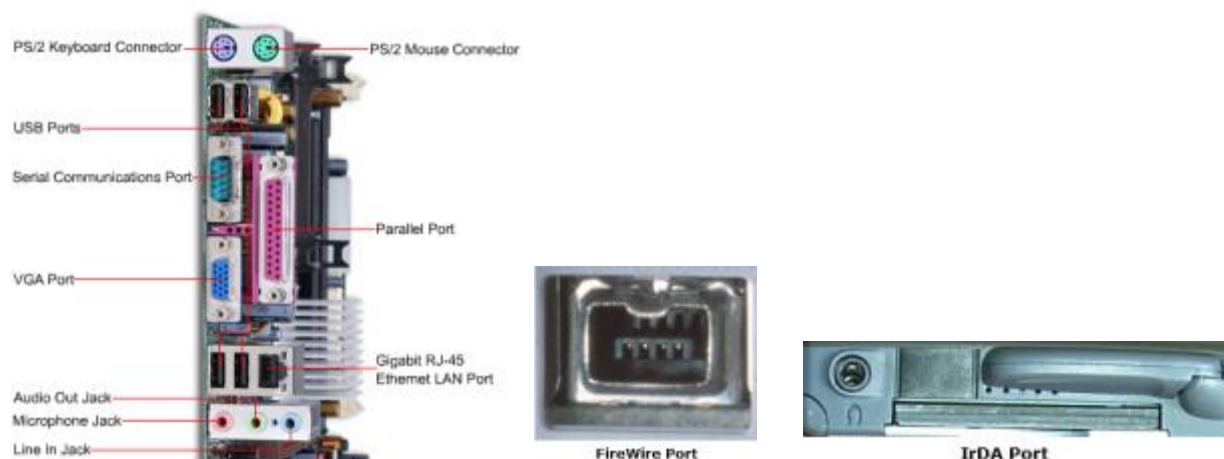 PS/2 Keyboard Connector
PS/2 Mouse Connector
USB Ports
Serial Communications Port
Parallel Port
VGA Port
Gigabit RJ-45
Ethernet LAN Port
Audio Out Jack
Microphone Jack
Line In Jack
FireWire Port
IrDA Port